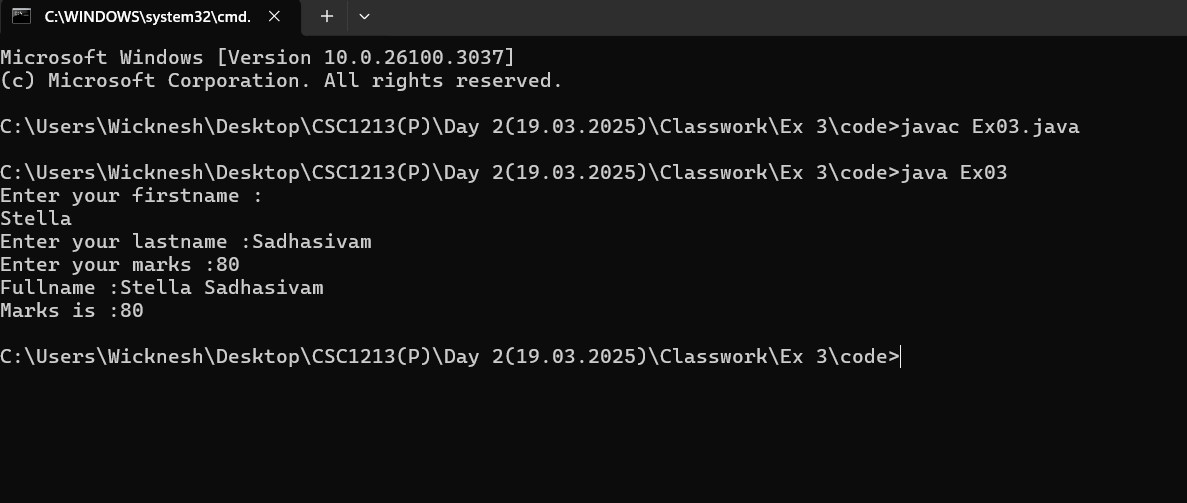 C:\WINDOWS\system32\cmd.
Microsoft Windows [Version 10.0.26100.3037]
(c) Microsoft Corporation. All rights reserved.
C:\Users\Wicknesh\Desktop\CSC1213(P)\Day 2(19.03.2025)\Classwork\Ex 3\code>javac Ex03.java
C:\Users\Wicknesh\Desktop\CSC1213(P)\Day 2(19.03.2025)\Classwork\Ex 3\code>java Ex03
Enter your firstname :
Stella
Enter your lastname :Sadhasivam
Enter your marks :80
Fullname :Stella Sadhasivam
Marks is :80
C:\Users\Wicknesh\Desktop\CSC1213(P)\Day 2(19.03.2025)\Classwork\Ex 3\code>